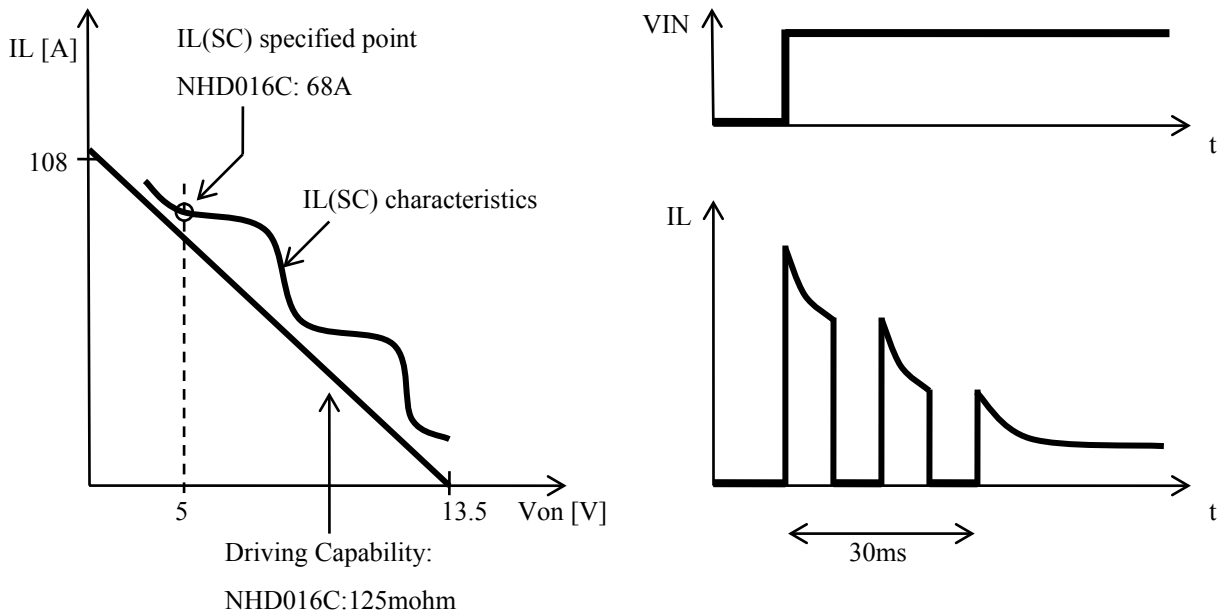 IL [A]
IL(SC) specified point
NHD016C: 68A
108
IL(SC) characteristics
5
13.5
Von [V]
Driving Capability:
NHD016C:125mohm
VIN
t
IL
t
30ms